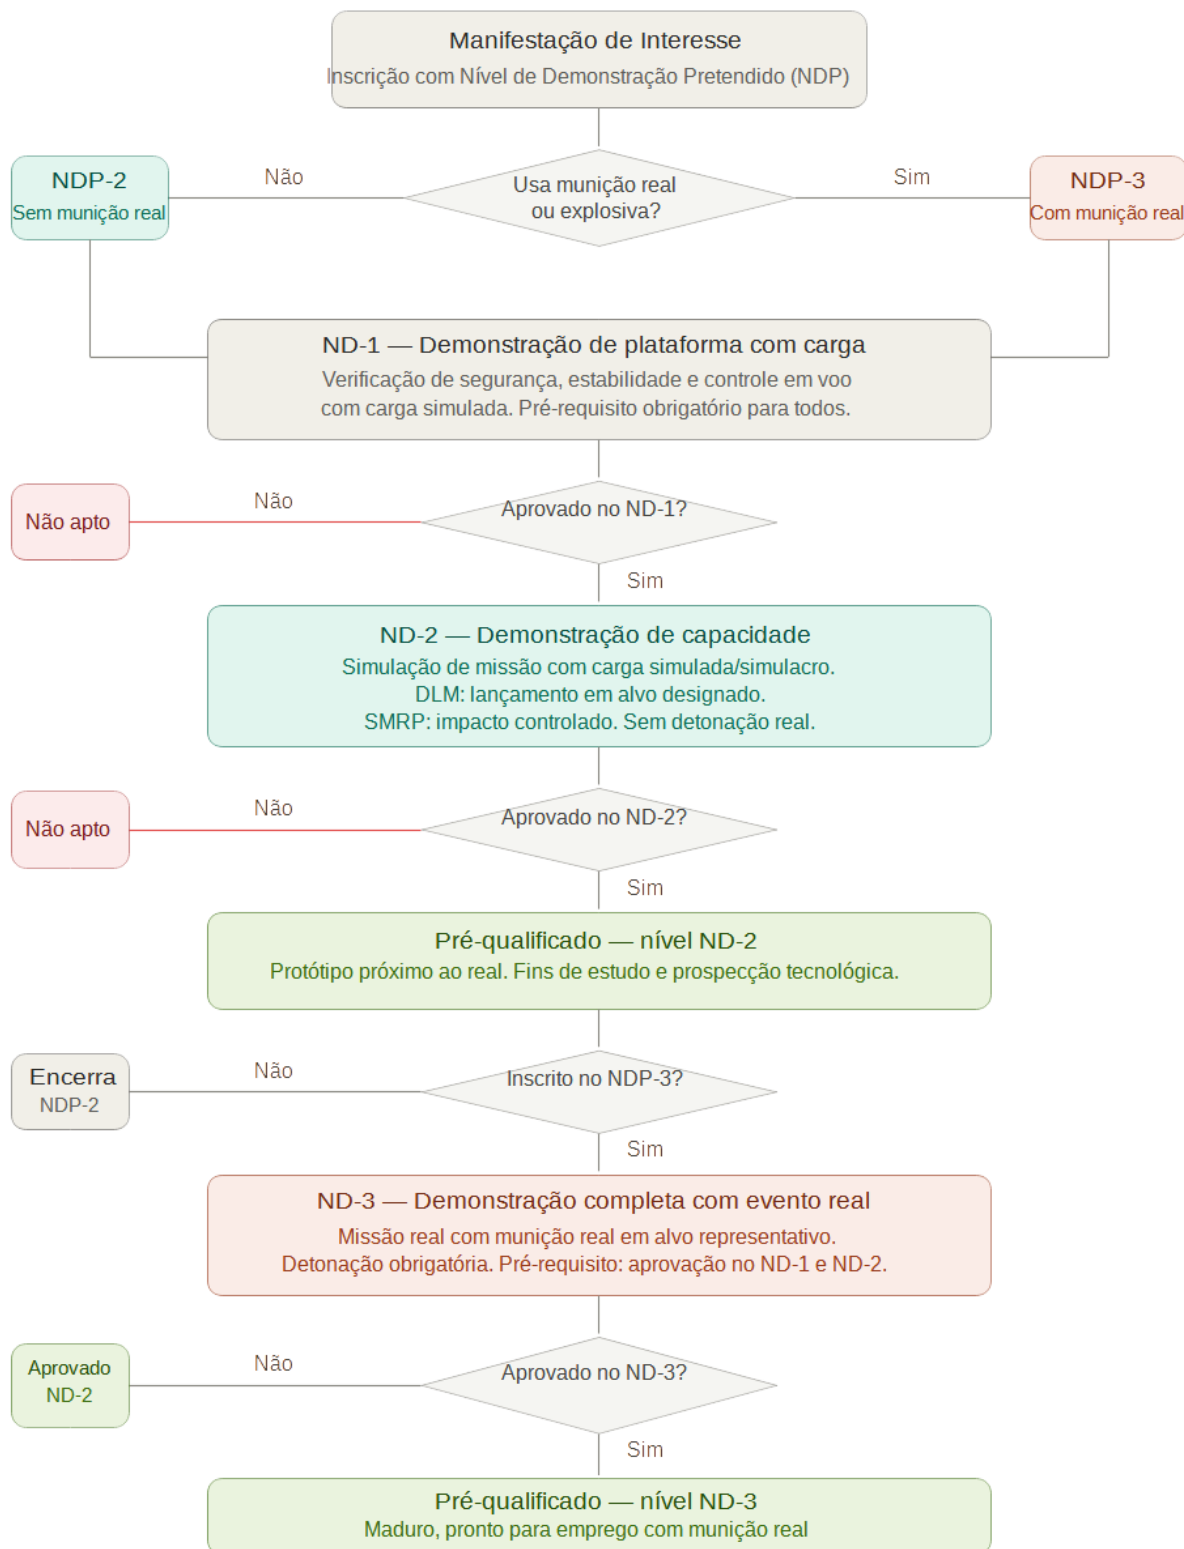 Manifestação de Interesse
Inscrição com Nível de Demonstração Pretendido (NDP)
NDP-2
Sem munição real
Não
Usa munição real
ou explosiva?
Sim
NDP-3
Com munição real
ND-1 — Demonstração de plataforma com carga
Verificação de segurança, estabilidade e controle em voo
com carga simulada. Pré-requisito obrigatório para todos.
Não apto
Não
Aprovado no ND-1?
Sim
ND-2 — Demonstração de capacidade
Simulação de missão com carga simulada/simulacro.
DLM: lançamento em alvo designado.
SMRP: impacto controlado. Sem detonação real.
Não apto
Não
Aprovado no ND-2?
Sim
Pré-qualificado — nível ND-2
Protótipo próximo ao real. Fins de estudo e prospecção tecnológica.
Encerra
NDP-2
Não
Inscrito no NDP-3?
Sim
ND-3 — Demonstração completa com evento real
Missão real com munição real em alvo representativo.
Detonação obrigatória. Pré-requisito: aprovação no ND-1 e ND-2.
Aprovado
ND-2
Não
Aprovado no ND-3?
Sim
Pré-qualificado — nível ND-3
Maduro, pronto para emprego com munição real